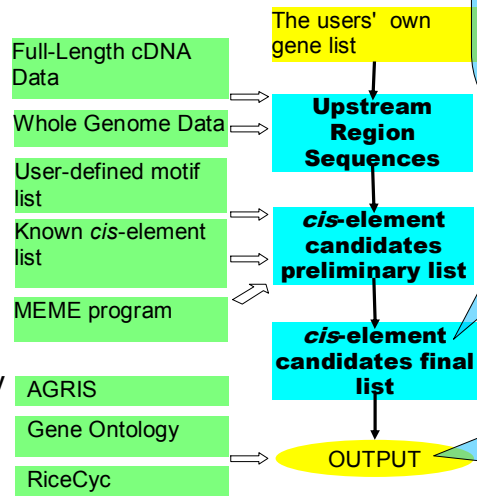 The users' own
gene list
Full-Length cDNA
Data
Whole Genome Data
Upstream
Region
Sequences
User-defined motif
list
Known cis-element
list
MEME program
cis-element
candidates
preliminary list
cis-element
candidates final
list
AGRIS
Gene Ontology
RiceCyc
OUTPUT